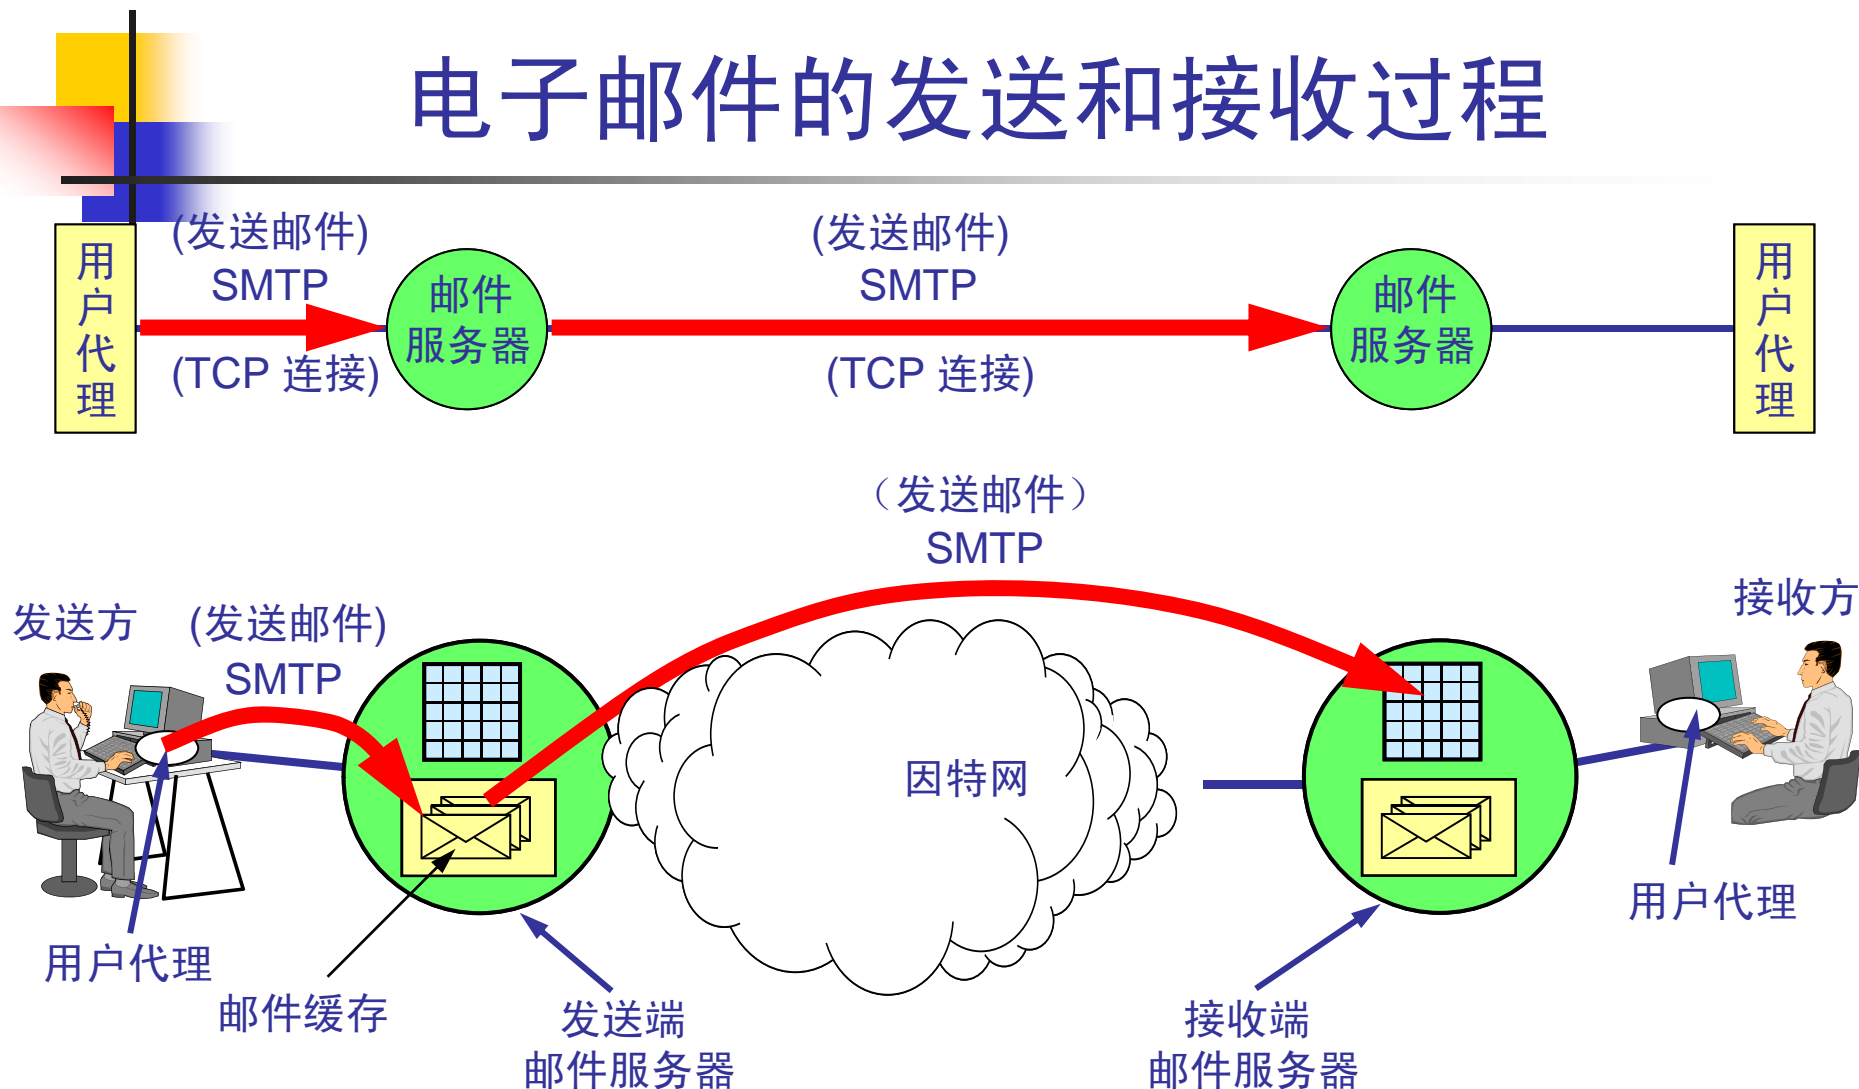 电子邮件的发送和接收过程
(发送邮件)
SMTP
(TCP 连接)
(发送邮件)
SMTP
(TCP 连接)
用户代理
邮件
服务器
邮件
服务器
用户代理
（发送邮件）
SMTP
发送方
(发送邮件)
SMTP
接收方
因特网
用户代理
邮件缓存
发送端
邮件服务器
接收端
邮件服务器
用户代理